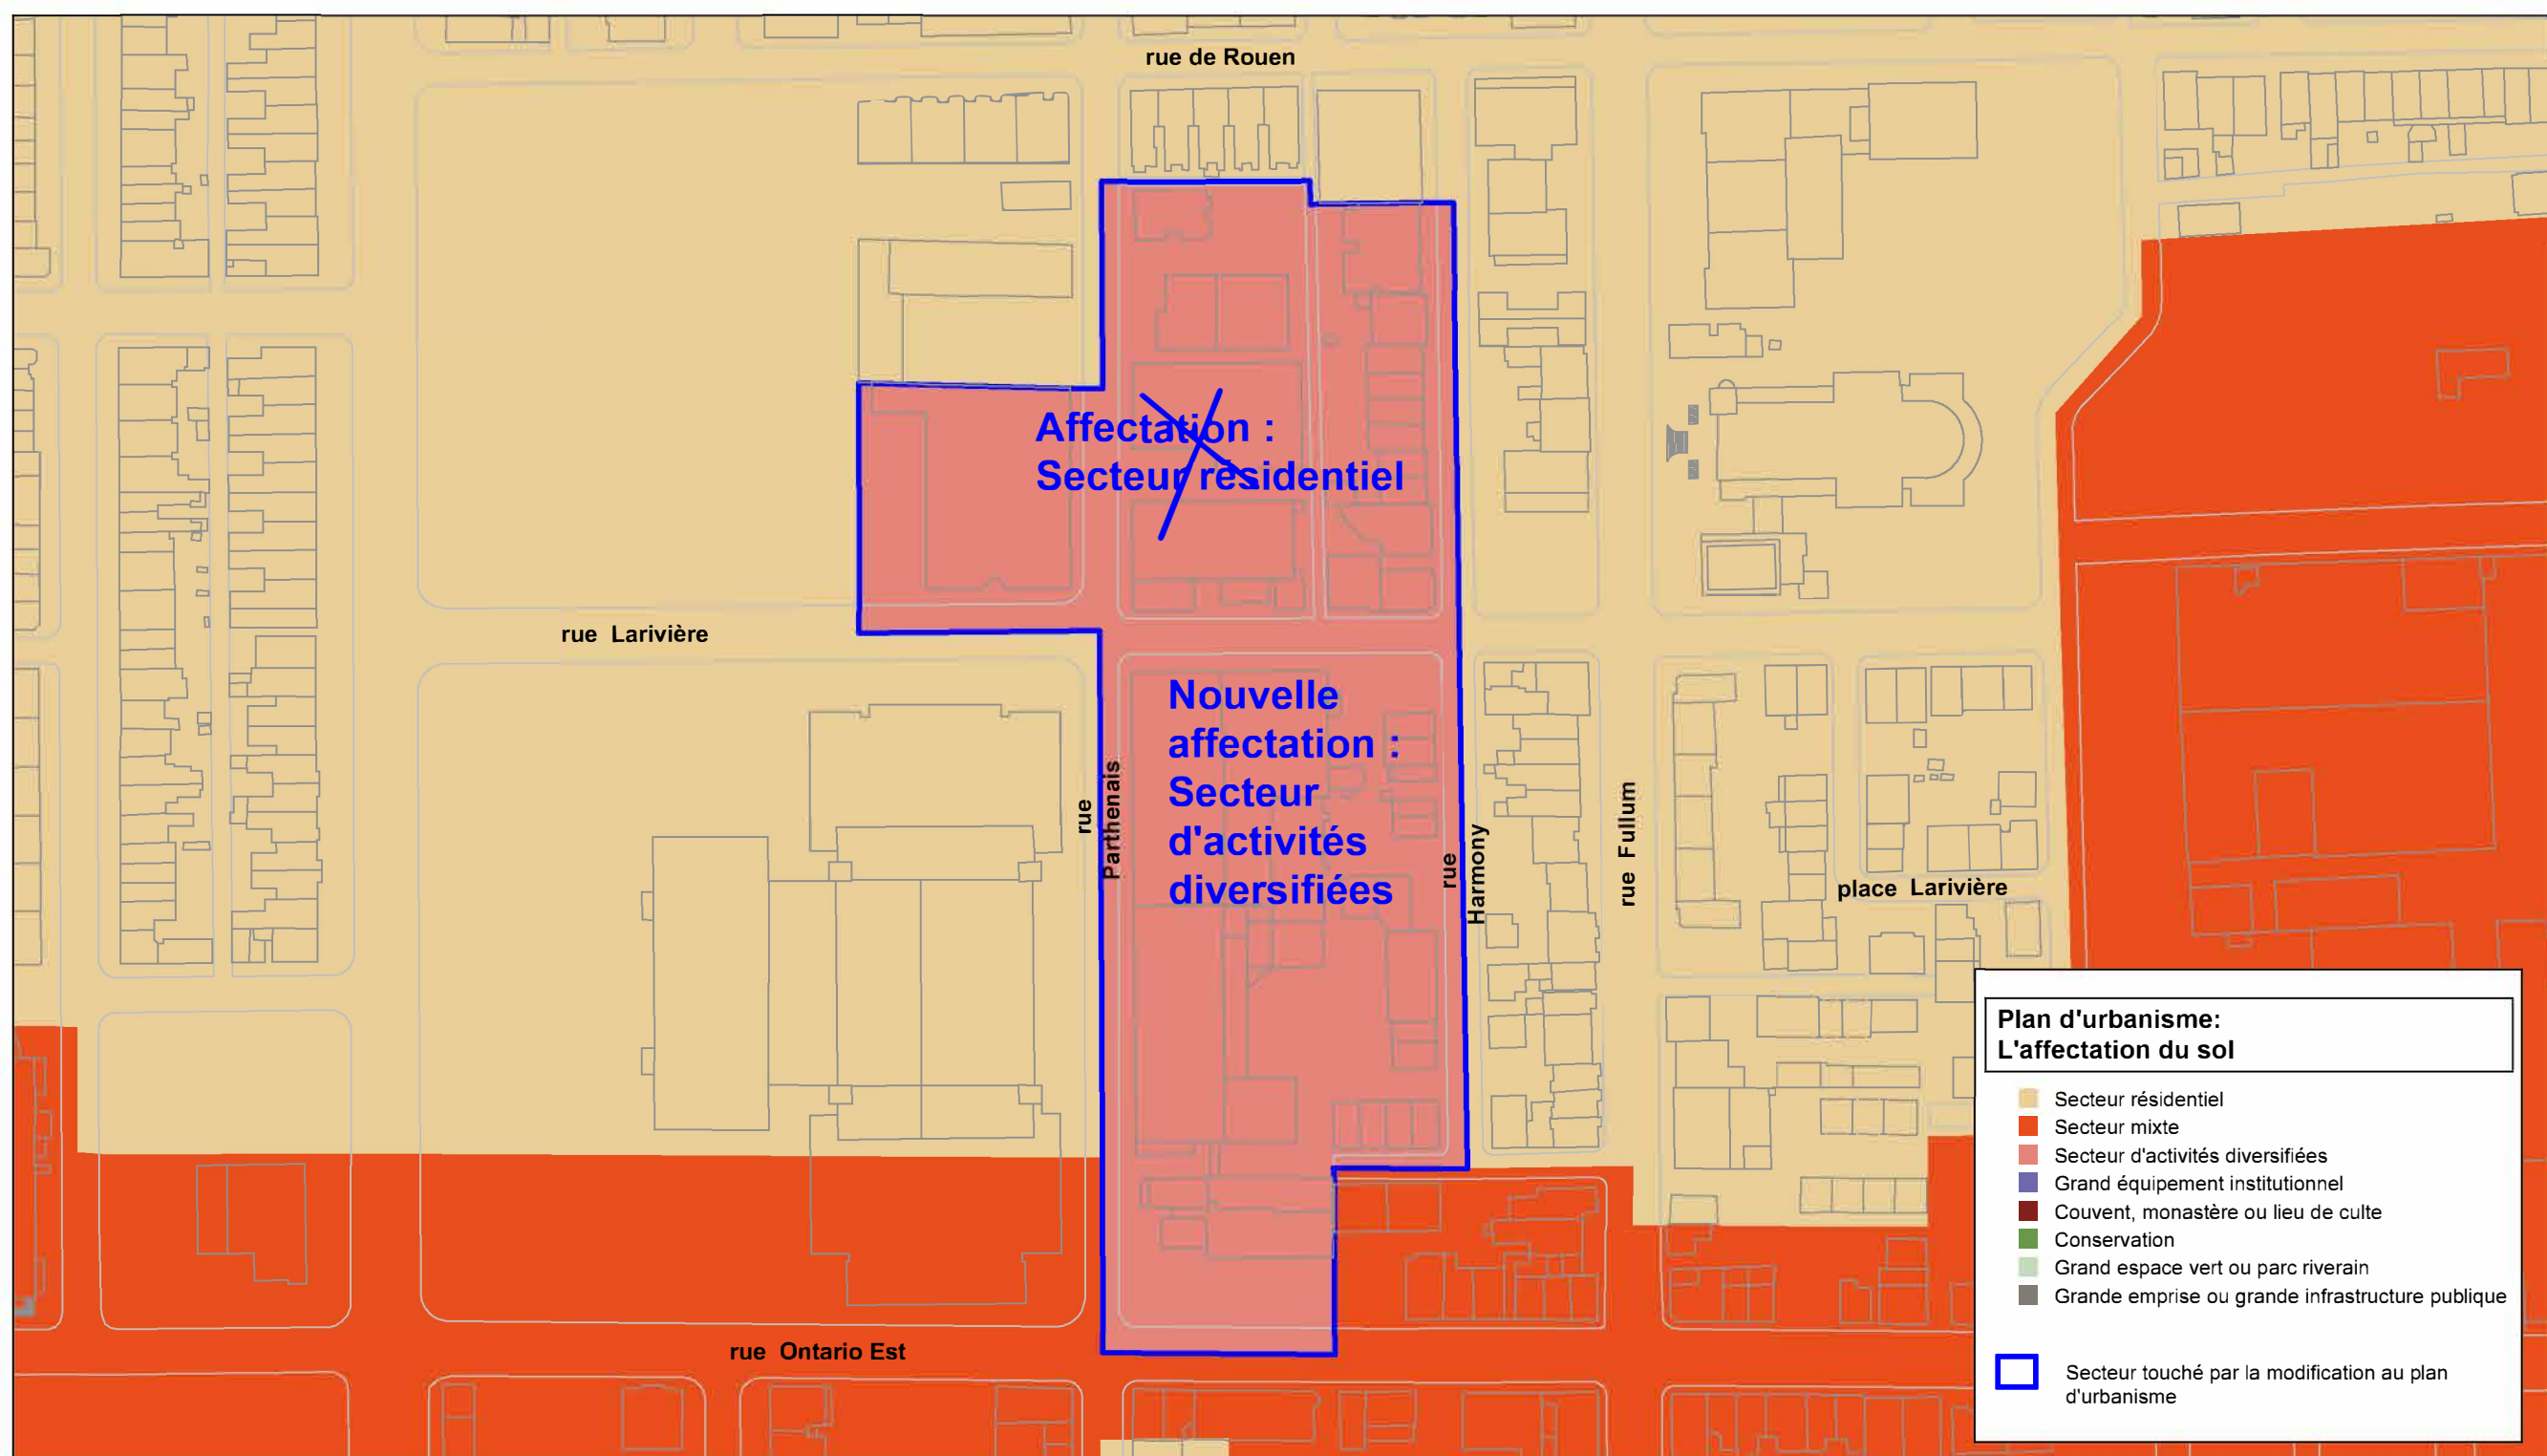 rue de Rouen
Affectation :
Secteur résidentiel
rue Larivière
Nouvelle
affectation :
Secteur
d'activités
diversifiées
rue
Parthenais
rue
Harmony
rue Fullum
place Larivière
rue Ontario Est
Plan d'urbanisme:
L'affectation du sol
Secteur résidentiel
Secteur mixte
Secteur d'activités diversifiées
Grand équipement institutionnel
Couvent, monastère ou lieu de culte
Conservation
Grand espace vert ou parc riverain
Grande emprise ou grande infrastructure publique
Secteur touché par la modification au plan
d'urbanisme